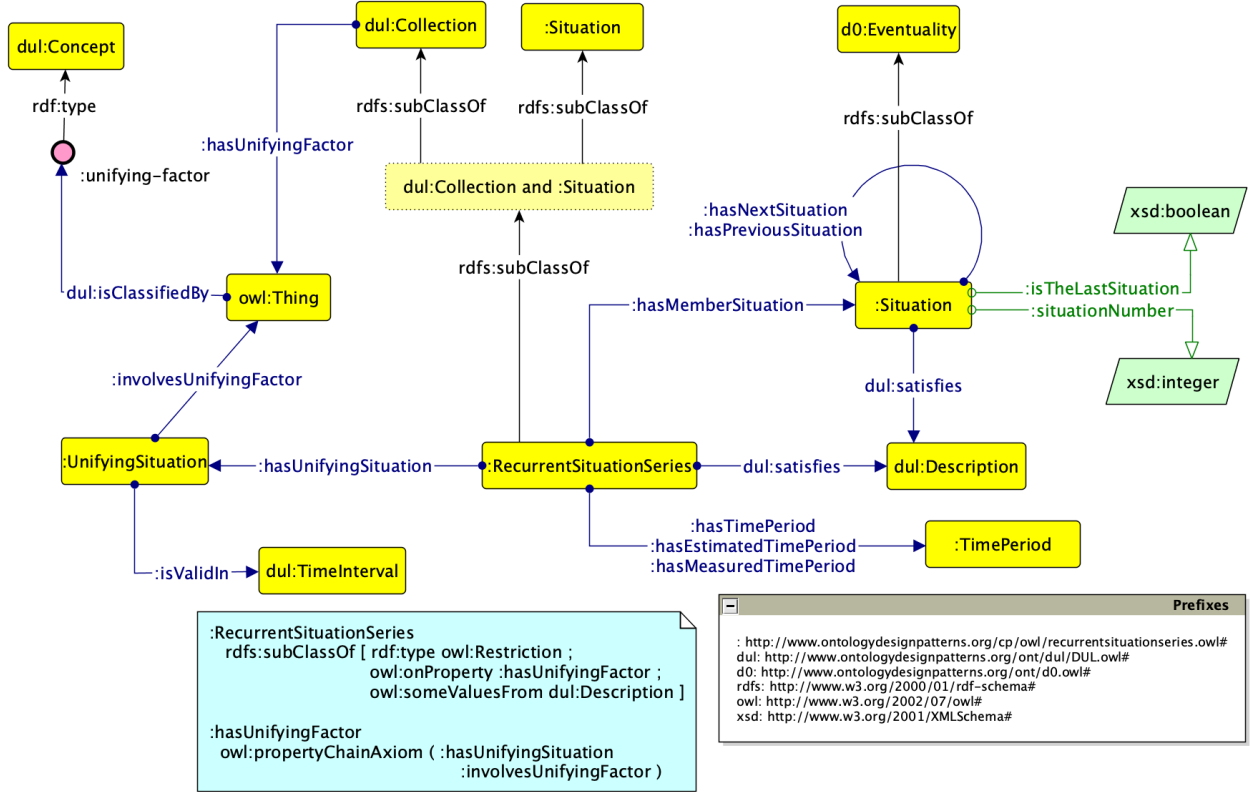 dul:Collection
:Situation
d0:Eventuality
dul:Concept
rdf:type
rdfs:subClassOf
rdfs:subClassOf
rdfs:subClassOf
:hasUnifyingFactor
:unifying-factor
dul:Collection and :Situation
:hasNextSituation
:hasPreviousSituation
xsd:boolean
rdfs:subClassOf
dul:isClassifiedBy
owl:Thing
:hasMemberSituation
:Situation
:isTheLastSituation
:situationNumber
:involvesUnifyingFactor
dul:satisfies
xsd:integer
:UnifyingSituation
:hasUnifyingSituation
:RecurrentSituationSeries
dul:satisfies
dul:Description
:hasTimePeriod
:hasEstimatedTimePeriod
:hasMeasuredTimePeriod
:TimePeriod
:isValidIn
dul:TimeInterval
:RecurrentSituationSeries
rdfs:subClassOf [ rdf:type owl:Restriction ;
owl:onProperty :hasUnifyingFactor ;
owl:someValuesFrom dul:Description ]
:hasUnifyingFactor
owl:propertyChainAxiom ( :hasUnifyingSituation
:involvesUnifyingFactor )
Prefixes
: http://www.ontologydesignpatterns.org/cp/owl/recurrentsituationseries.owl#
dul: http://www.ontologydesignpatterns.org/ont/dul/DUL.owl#
d0: http://www.ontologydesignpatterns.org/ont/d0.owl#
rdfs: http://www.w3.org/2000/01/rdf-schema#
owl: http://www.w3.org/2002/07/owl#
xsd: http://www.w3.org/2001/XMLSchema#